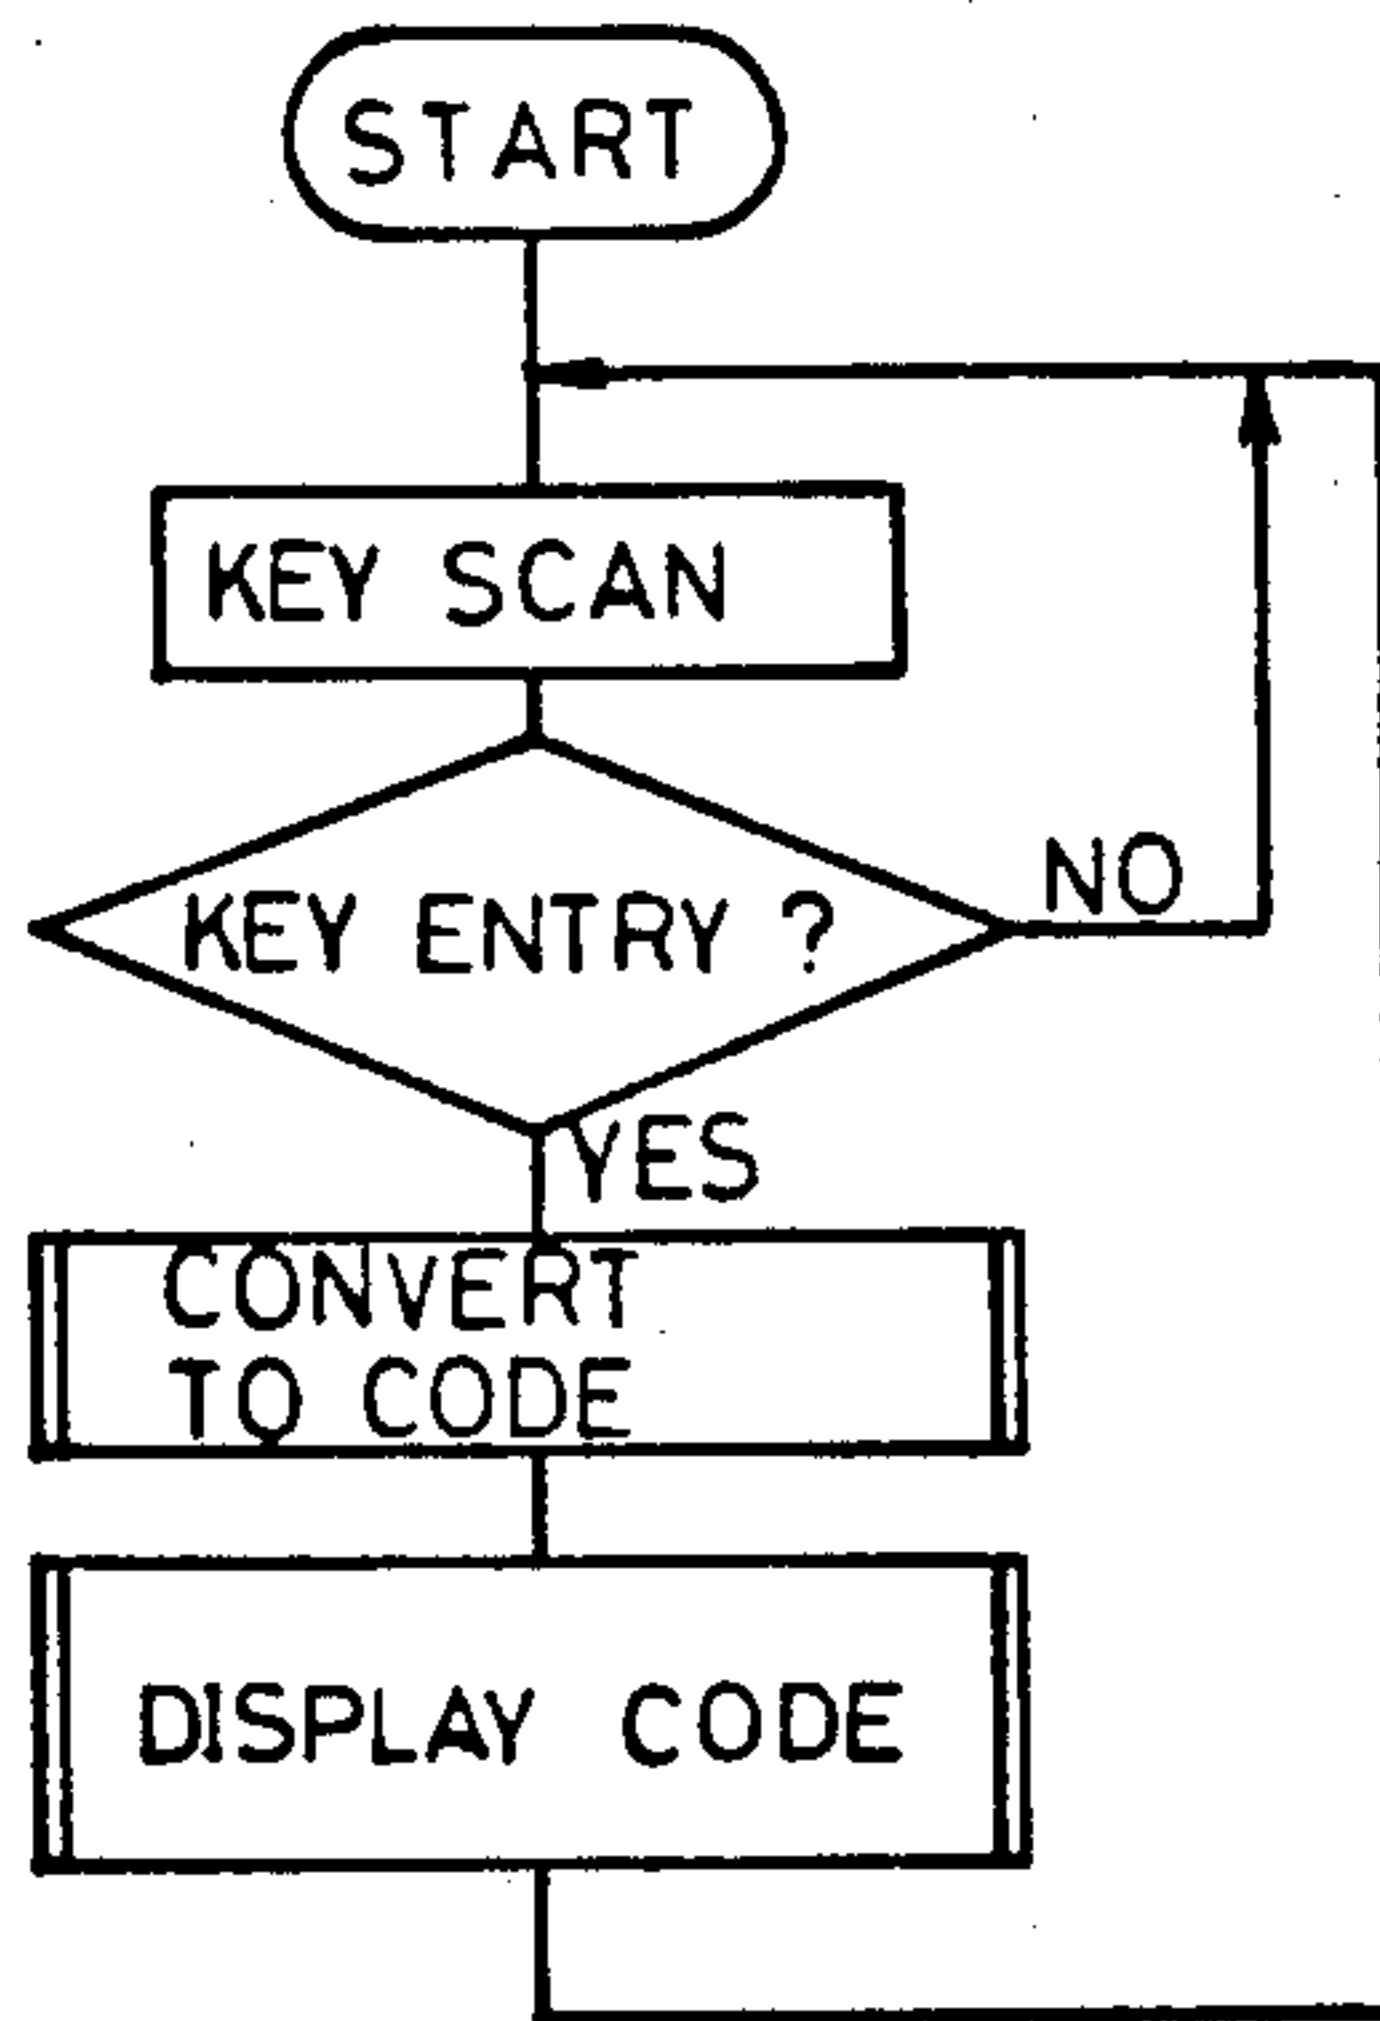 START
KEY SCAN
KEY ENTRY ?
NO
YES
CONVERT
TO CODE
DISPLAY CODE